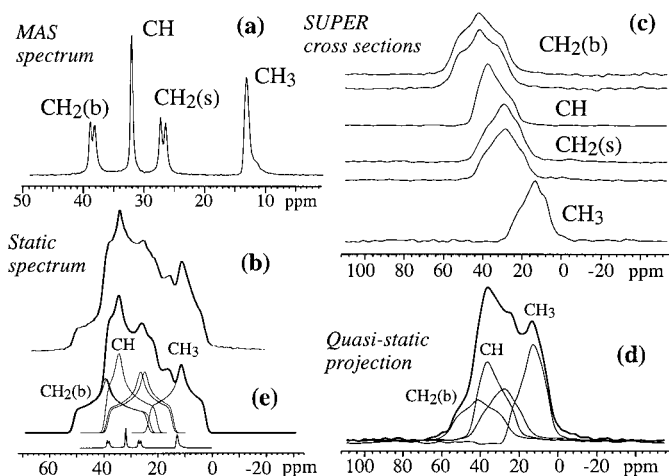 MAS
spectrum
(a)
CH
CH2(b)
CH2(s)
CH3
50 40 30 20 10 ppm
Static
spectrum
(b)
CH
CH3
CH2(b)
(e)
60 40 20 0 -20 ppm
SUPER
cross sections
(c)
CH2(b)
CH
CH2(s)
CH3
100 80 60 40 20 0 -20 ppm
Quasi-static
projection
(d)
CH3
CH
CH2(b)
100 80 60 40 20 0 -20 ppm